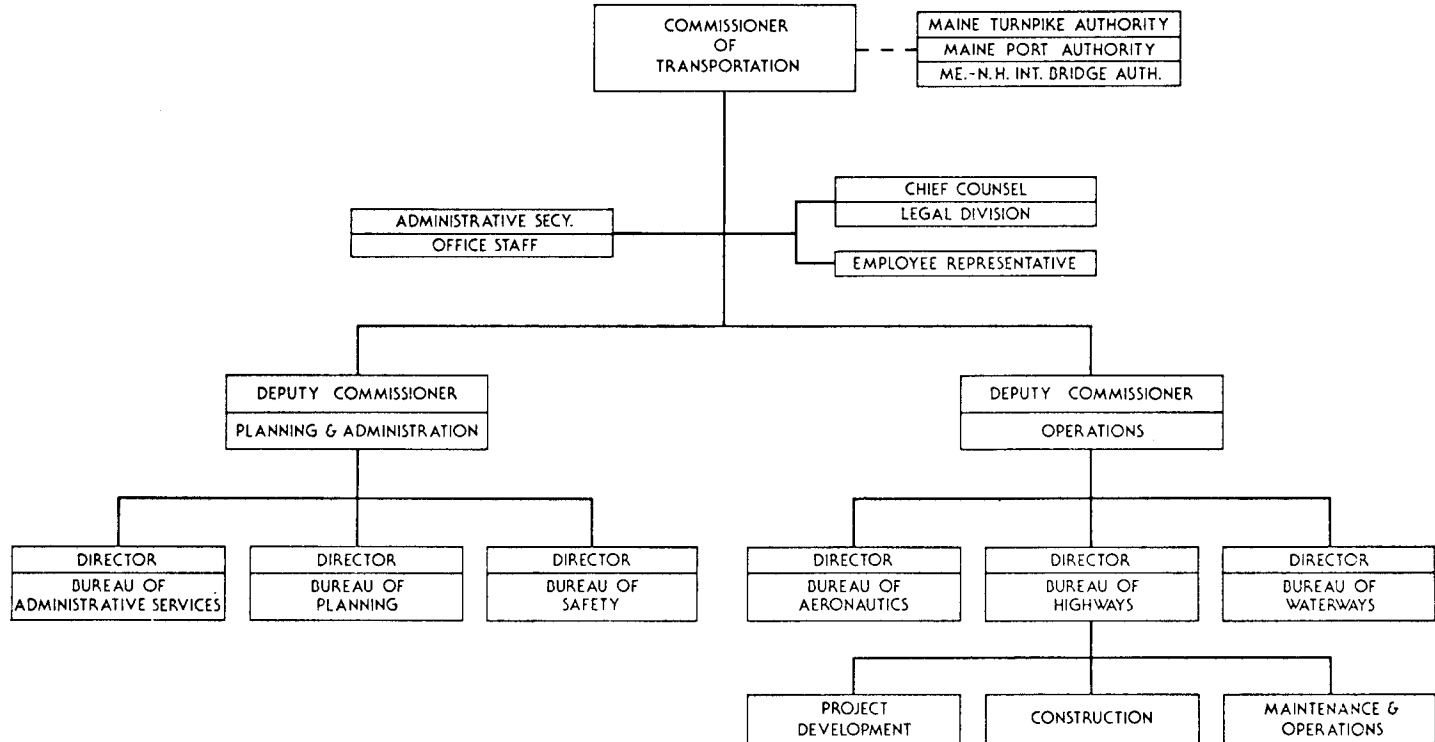 COMMISSIONER
OF
TRANSPORTATION
MAINE TURNPIKE AUTHORITY
MAINE PORT AUTHORITY
ME.-N.H. INT. BRIDGE AUTH.
ADMINISTRATIVE SECY.
OFFICE STAFF
CHIEF COUNSEL
LEGAL DIVISION
EMPLOYEE REPRESENTATIVE
DEPUTY COMMISSIONER
PLANNING & ADMINISTRATION
DEPUTY COMMISSIONER
OPERATIONS
DIRECTOR
BUREAU OF
ADMINISTRATIVE SERVICES
DIRECTOR
BUREAU OF
PLANNING
DIRECTOR
BUREAU OF
SAFETY
DIRECTOR
BUREAU OF
AERONAUTICS
DIRECTOR
BUREAU OF
HIGHWAYS
DIRECTOR
BUREAU OF
WATERWAYS
PROJECT
DEVELOPMENT
CONSTRUCTION
MAINTENANCE &
OPERATIONS